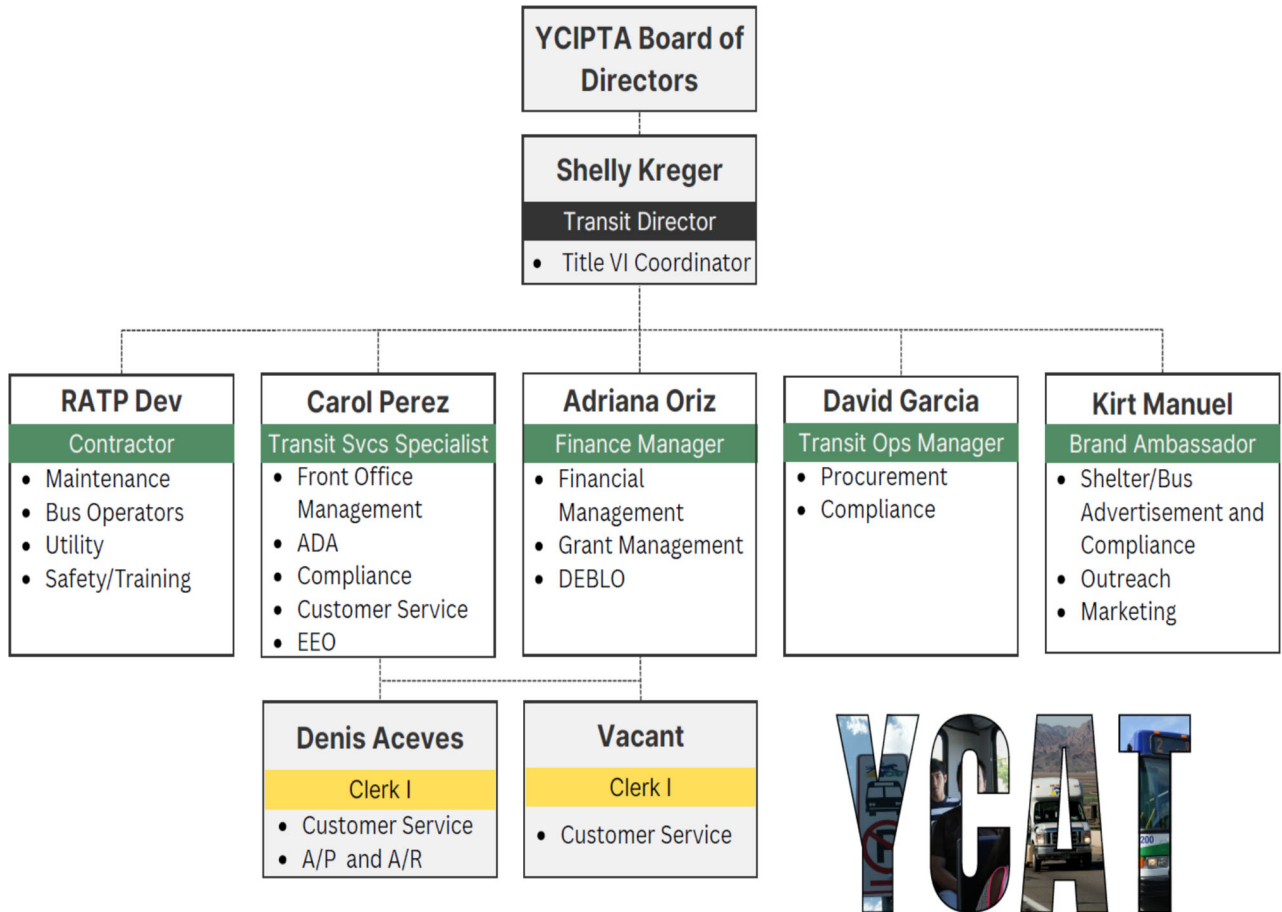 YCIPTA Board of
Directors
Shelly Kreger
Transit Director
• Title VI Coordinator
RATP Dev
Contractor
• Maintenance
• Bus Operators
• Utility
• Safety/Training
Carol Perez
Transit Svcs Specialist
• Front Office
Management
• ADA
• Compliance
• Customer Service
• EEO
Adriana Oriz
Finance Manager
• Financial
Management
• Grant Management
• DEBLO
David Garcia
Transit Ops Manager
• Procurement
• Compliance
Kirt Manuel
Brand Ambassador
• Shelter/Bus
Advertisement and
Compliance
• Outreach
• Marketing
Denis Aceves
Clerk I
• Customer Service
• A/P and A/R
Vacant
Clerk I
• Customer Service
YCAT
2
200